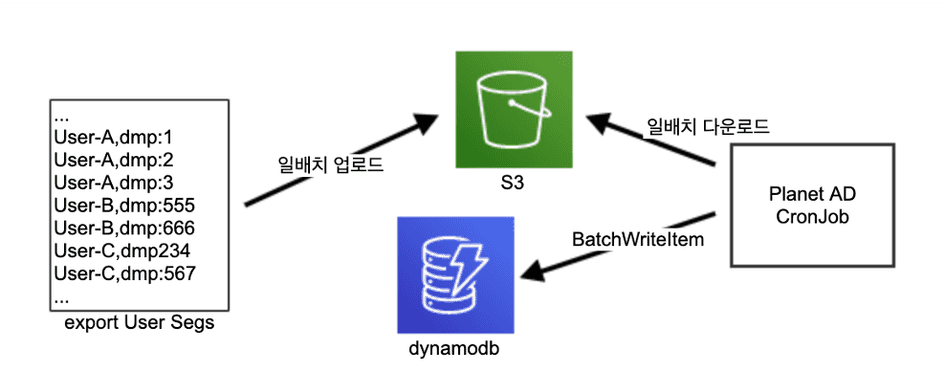 ...
User-A,dmp:1
User-A,dmp:2
User-A,dmp:3
User-B,dmp:555
User-B,dmp:666
User-C,dmp234
User-C,dmp:567
...
export User Segs
일배치 업로드
S3
일배치 다운로드
Planet AD
CronJob
BatchWriteItem
dynamodb